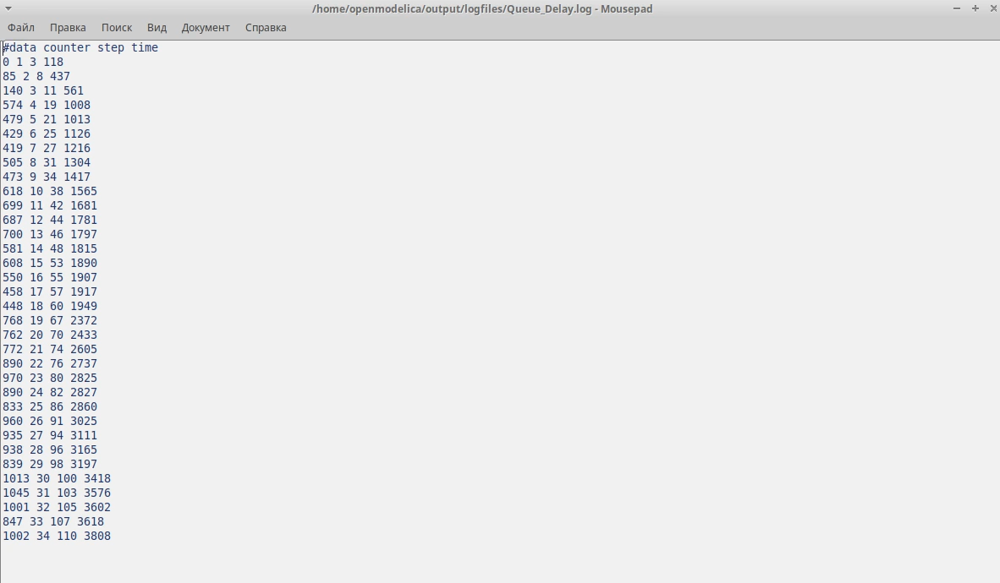 /home/openmodelica/output/logfiles/Queue_Delay.log - Mousepad
Файл Правка Поиск Вид Документ Справка
#data counter step time
0 1 3 118
85 2 8 437
140 3 11 561
574 4 19 1008
479 5 21 1013
429 6 25 1126
419 7 27 1216
505 8 31 1304
473 9 34 1417
618 10 38 1565
699 11 42 1681
687 12 44 1781
700 13 46 1797
581 14 48 1815
608 15 53 1890
550 16 55 1907
458 17 57 1917
448 18 60 1949
768 19 67 2372
762 20 70 2433
772 21 74 2605
890 22 76 2737
970 23 80 2825
890 24 82 2827
833 25 86 2860
960 26 91 3025
935 27 94 3111
938 28 96 3165
839 29 98 3197
1013 30 100 3418
1045 31 103 3576
1001 32 105 3602
847 33 107 3618
1002 34 110 3808